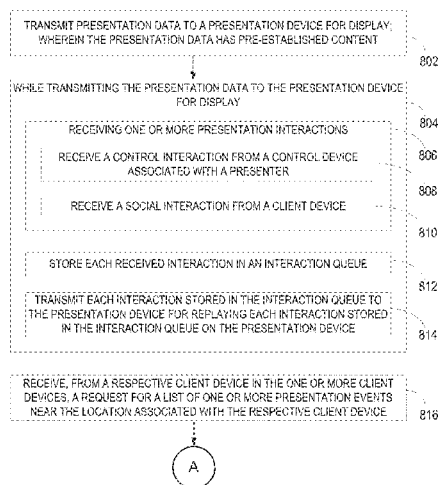 TRANSMIT PRESENTATION DATA TO A PRESENTATION DEVICE FOR DISPLAY;
WHEREIN THE PRESENTATION DATA HAS PRE-ESTABLISHED CONTENT
802
WHILE TRANSMITTING THE PRESENTATION DATA TO THE PRESENTATION DEVICE
FOR DISPLAY
804
RECEIVING ONE OR MORE PRESENTATION INTERACTIONS
806
RECEIVE A CONTROL INTERACTION FROM A CONTROL DEVICE
ASSOCIATED WITH A PRESENTER
808
RECEIVE A SOCIAL INTERACTION FROM A CLIENT DEVICE
810
STORE EACH RECEIVED INTERACTION IN AN INTERACTION QUEUE
812
TRANSMIT EACH INTERACTION STORED IN THE INTERACTION QUEUE TO
THE PRESENTATION DEVICE FOR REPLAYING EACH INTERACTION STORED
IN THE INTERACTION QUEUE ON THE PRESENTATION DEVICE
814
RECEIVE, FROM A RESPECTIVE CLIENT DEVICE IN THE ONE OR MORE CLIENT
DEVICES, A REQUEST FOR A LIST OF ONE OR MORE PRESENTATION EVENTS
NEAR THE LOCATION ASSOCIATED WITH THE RESPECTIVE CLIENT DEVICE
816
A